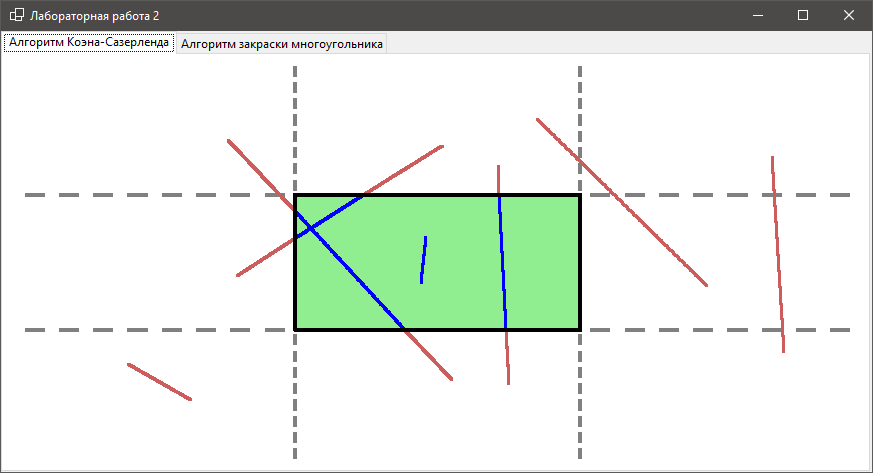 Лабораторная работа 2
Алгоритм Коэна-Сазерленда
Алгоритм закраски многоугольника